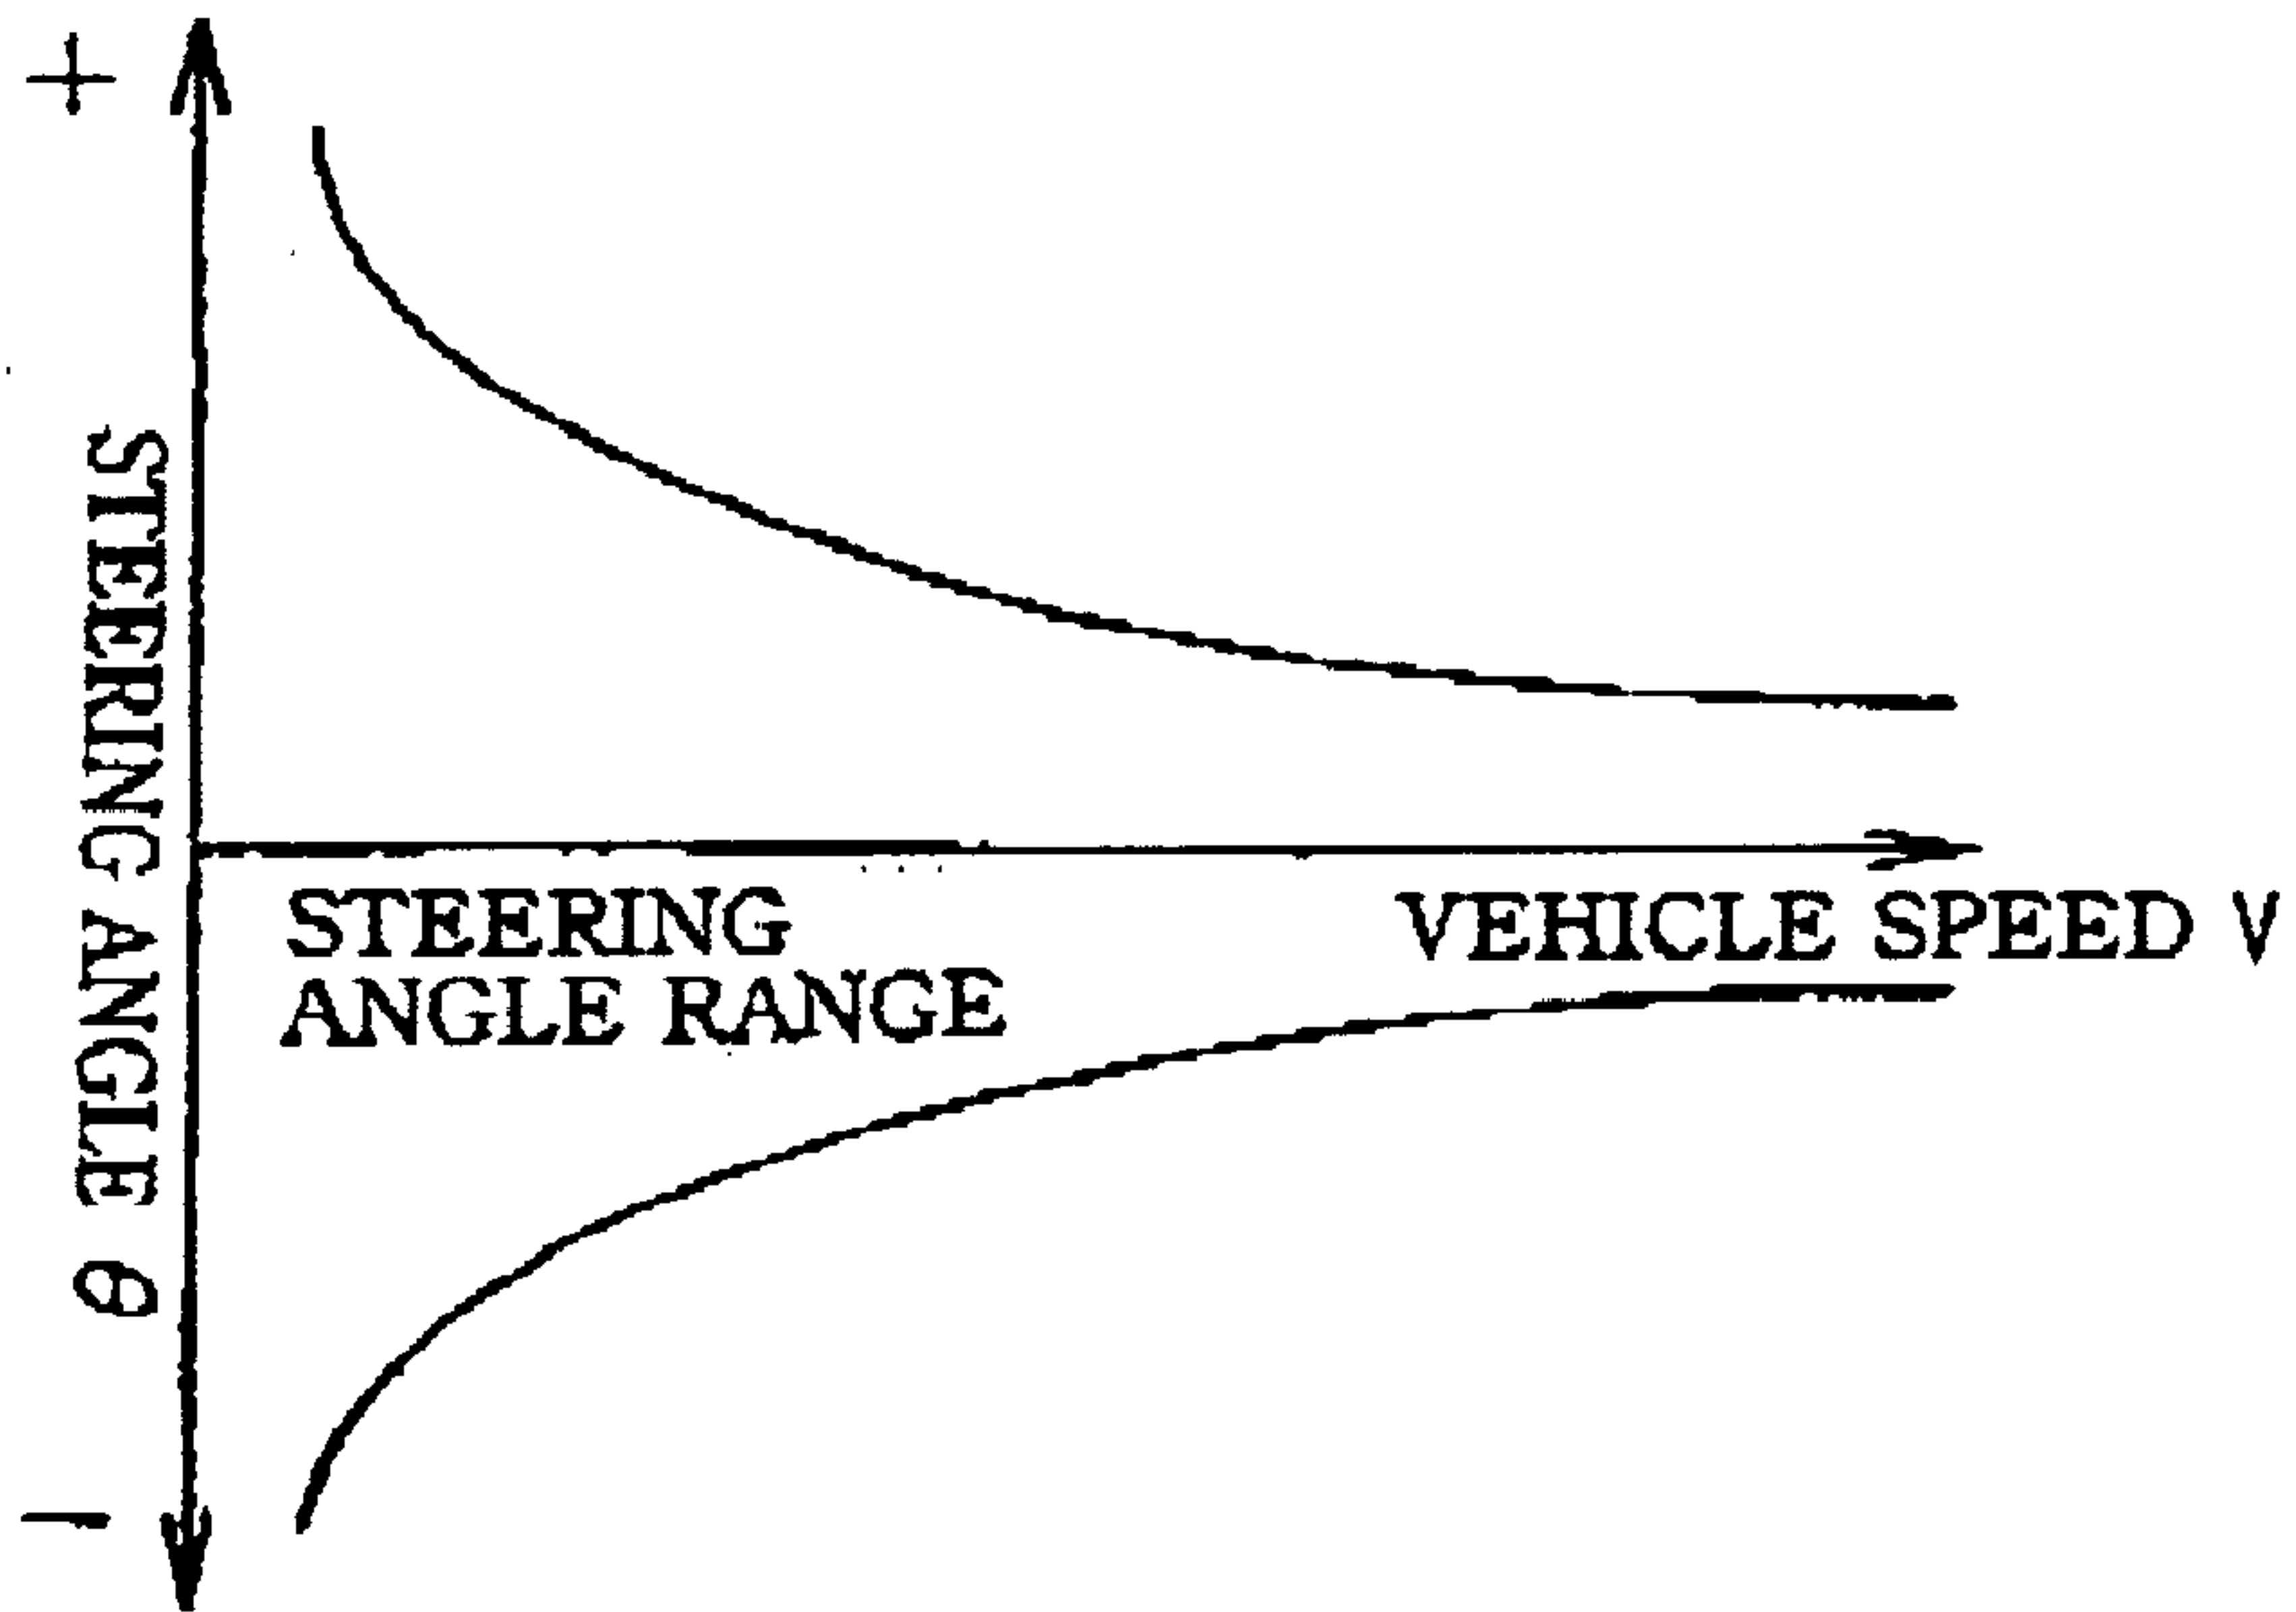 +
STEERING ANGLE θ
STEERING
ANGLE RANGE
VEHICLE SPEED V
−